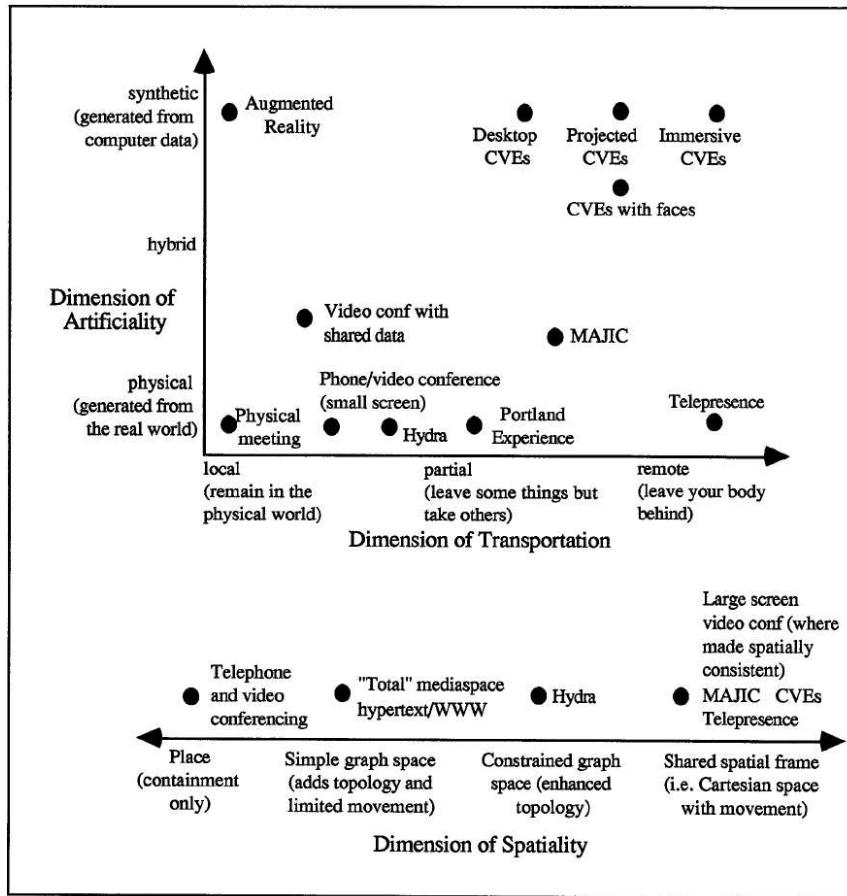 synthetic
(generated from
computer data)
Augmented
Reality
Desktop
CVEs
Projected
CVEs
Immersive
CVEs
CVEs with faces
hybrid
Dimension of
Artificiality
Video conf with
shared data
MAJIC
physical
(generated from
the real world)
Physical
meeting
Phone/video conference
(small screen)
Hydra
Portland
Experience
Telepresence
local
(remain in the
physical world)
partial
(leave some things but
take others)
remote
(leave your body
behind)
Dimension of Transportation
Telephone
and video
conferencing
"Total" mediaspace
hypertext/WWW
Hydra
Large screen
video conf (where
made spatially
consistent)
MAJIC CVEs
Telepresence
Place
(containment
only)
Simple graph space
(adds topology and
limited movement)
Constrained graph
space (enhanced
topology)
Shared spatial frame
(i.e. Cartesian space
with movement)
Dimension of Spatiality